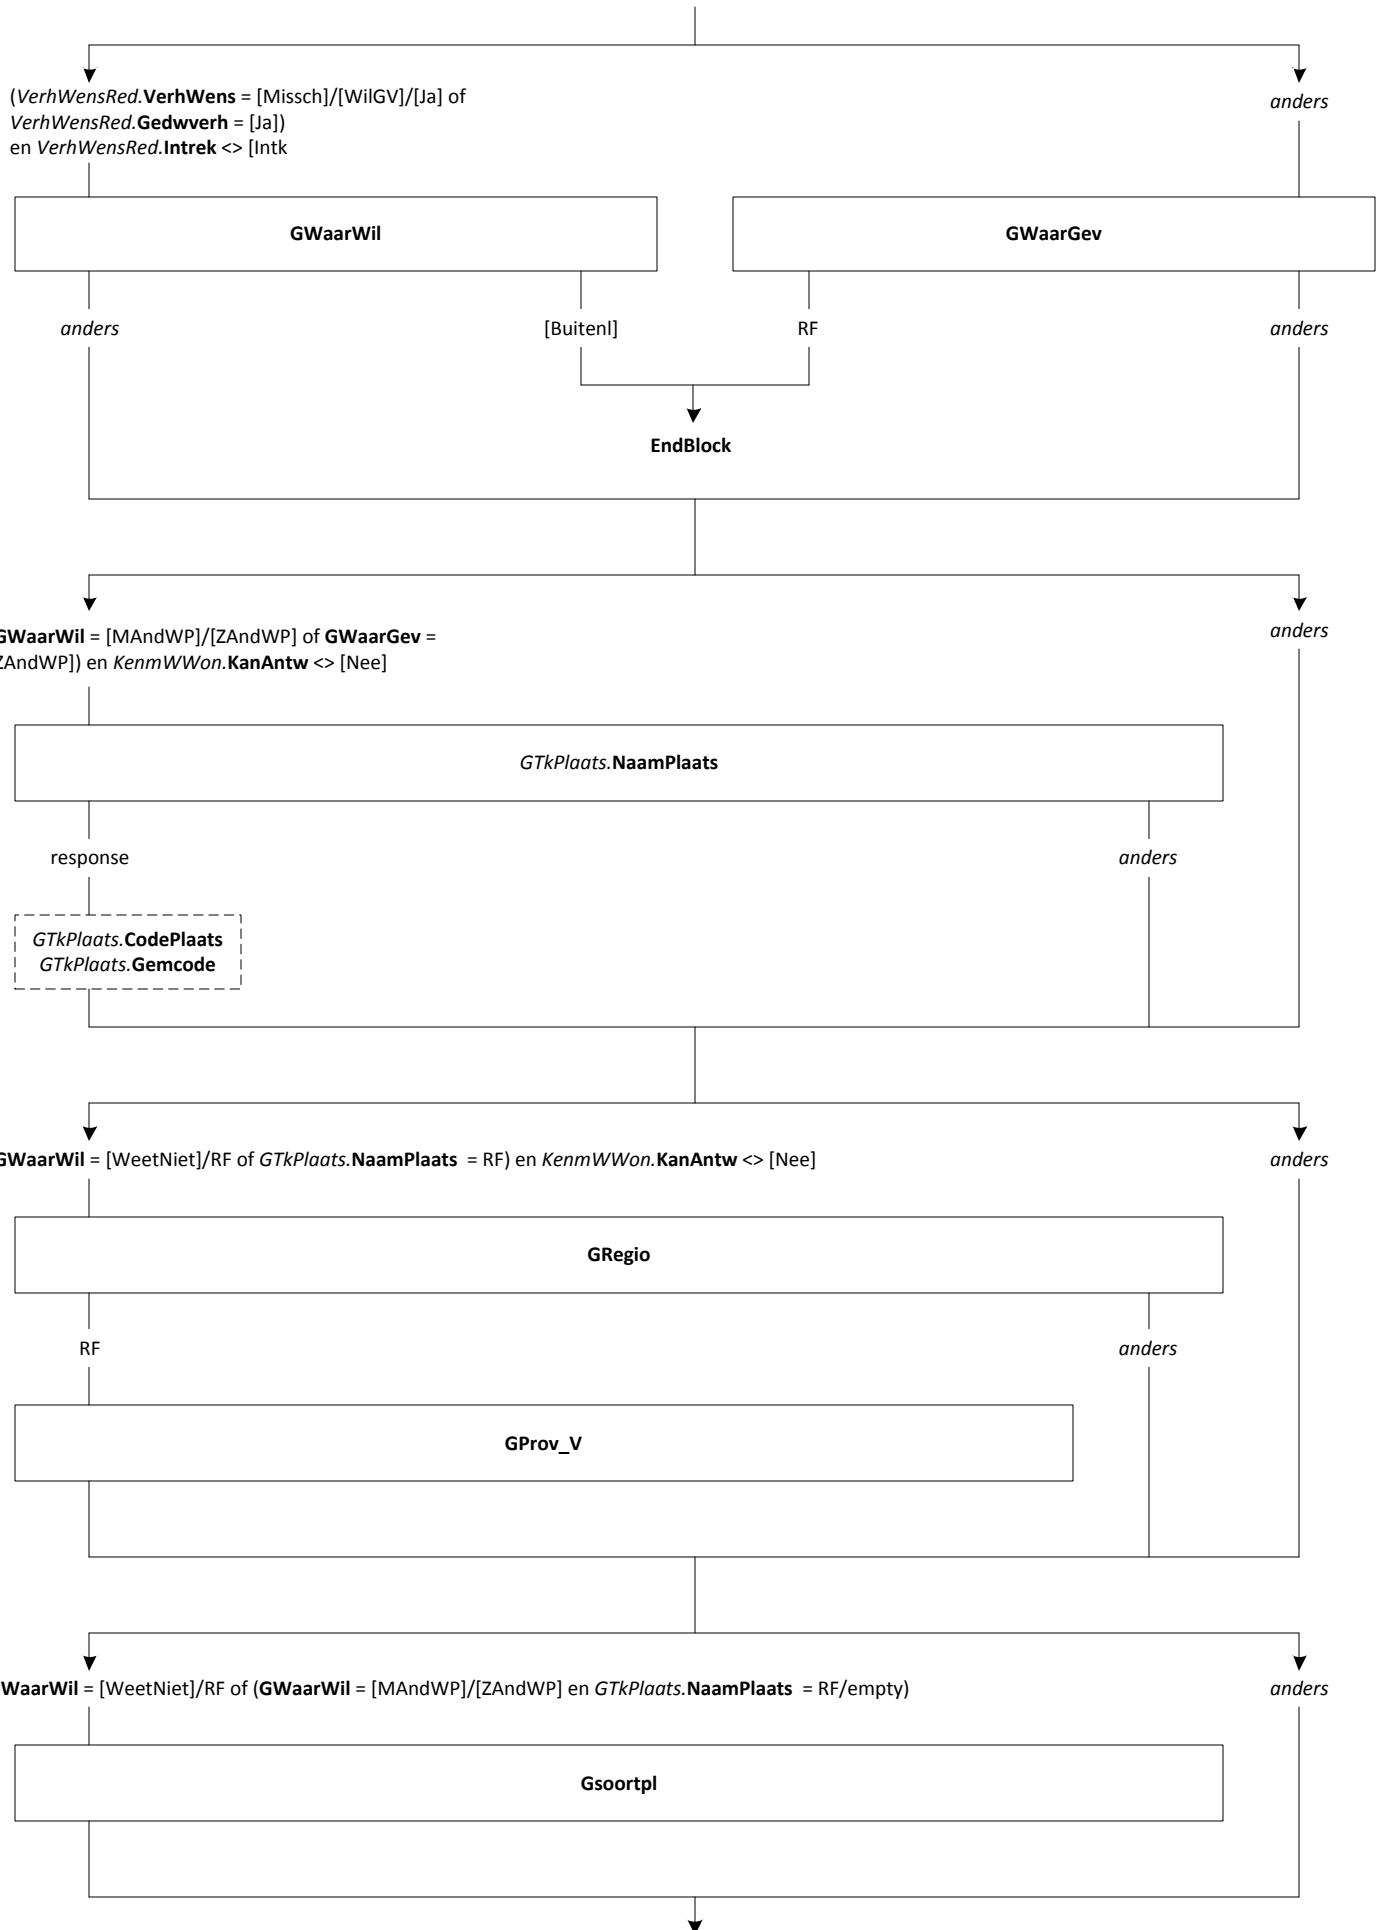 (VerhWensRed.VerhWens = [Missch]/[WilGV]/[Ja] of
VerhWensRed.Gedwverh = [Ja])
en VerhWensRed.Intrek <> [Intk
anders
GWaarWil
GWaarGev
anders
[Buitenl]
RF
anders
EndBlock
GWaarWil = [MAndWP]/[ZAndWP] of GWaarGev =
ZAndWP]) en KenmWWon.KanAntw <> [Nee]
anders
GTkPlaats.NaamPlaats
response
anders
GTkPlaats.CodePlaats
GTkPlaats.Gemcode
GWaarWil = [WeetNiet]/RF of GTkPlaats.NaamPlaats = RF) en KenmWWon.KanAntw <> [Nee]
anders
GRegio
RF
anders
GProv_V
WaarWil = [WeetNiet]/RF of (GWaarWil = [MAndWP]/[ZAndWP] en GTkPlaats.NaamPlaats = RF/empty)
anders
Gsoortpl